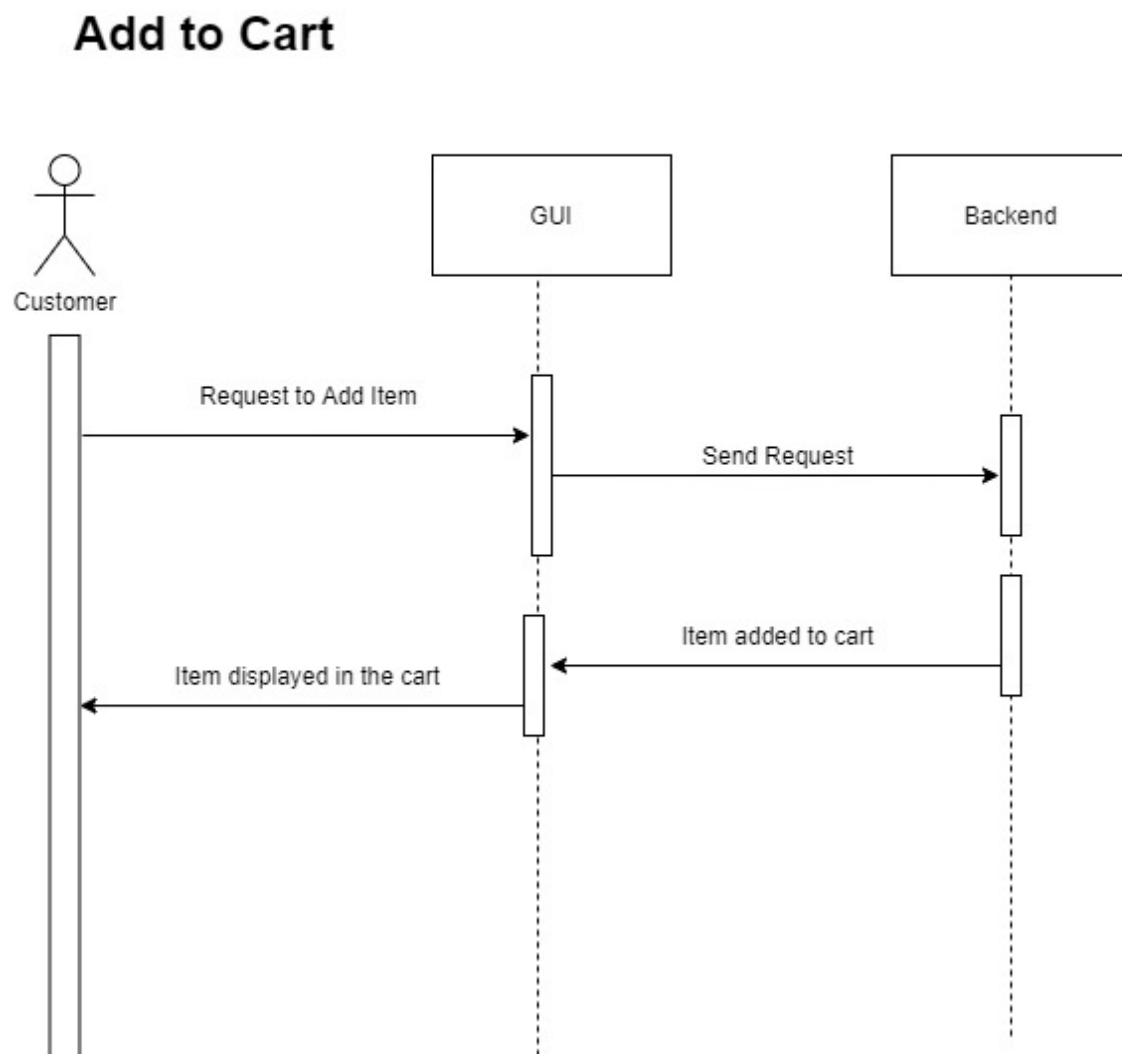 Add to Cart
GUI
Backend
Customer
Request to Add Item
Send Request
Item added to cart
Item displayed in the cart